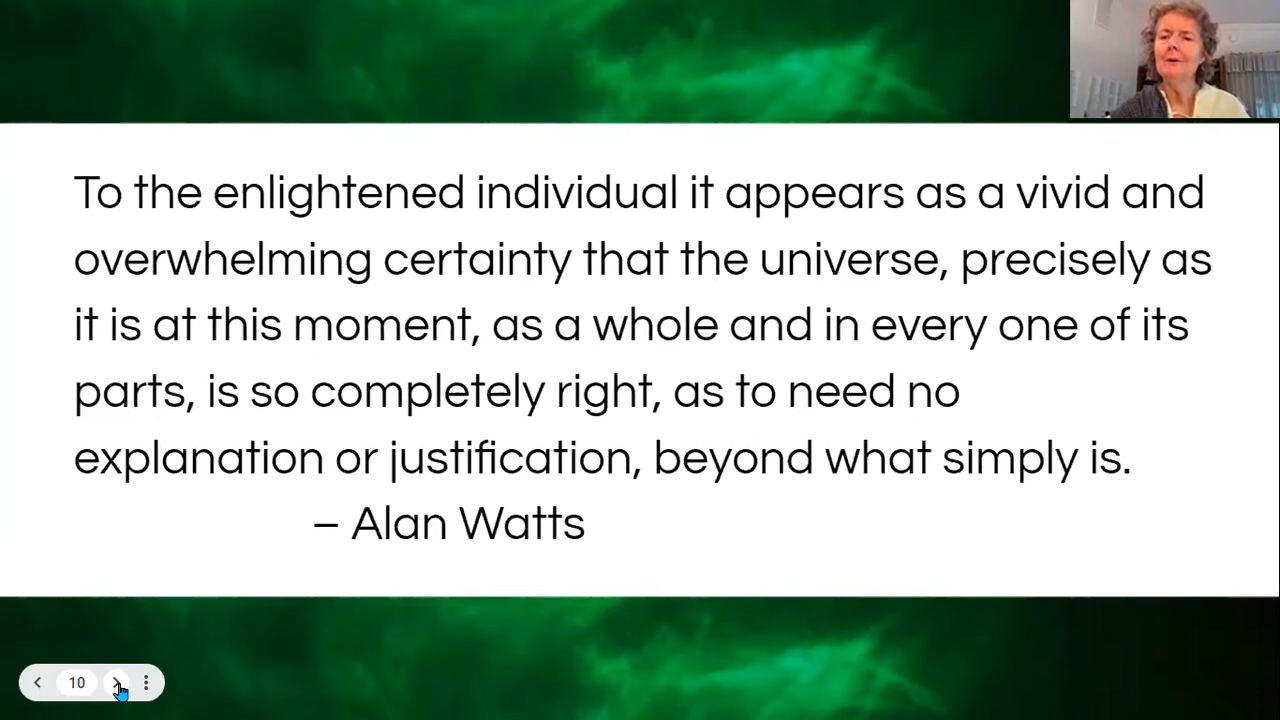 To the enlightened individual it appears as a vivid and
overwhelming certainty that the universe, precisely as
it is at this moment, as a whole and in every one of its
parts, is so completely right, as to need no
explanation or justification, beyond what simply is.
– Alan Watts
10